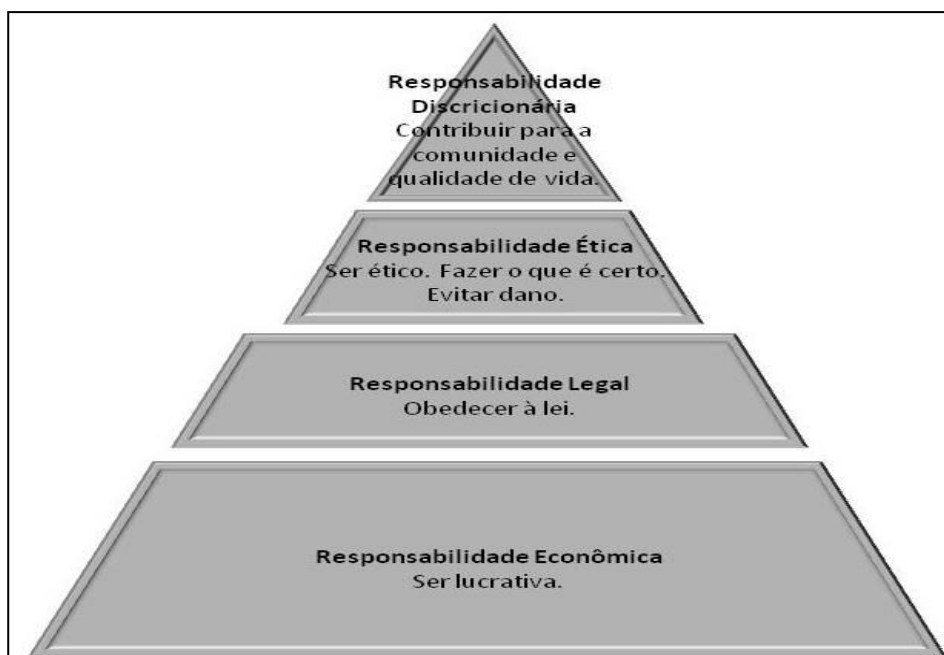 Responsabilidade
Discricionária
Contribuir para a
comunidade e
qualidade de vida.
Responsabilidade Ética
Ser ético. Fazer o que é certo.
Evitar dano.
Responsabilidade Legal
Obedecer à lei.
Responsabilidade Econômica
Ser lucrativa.